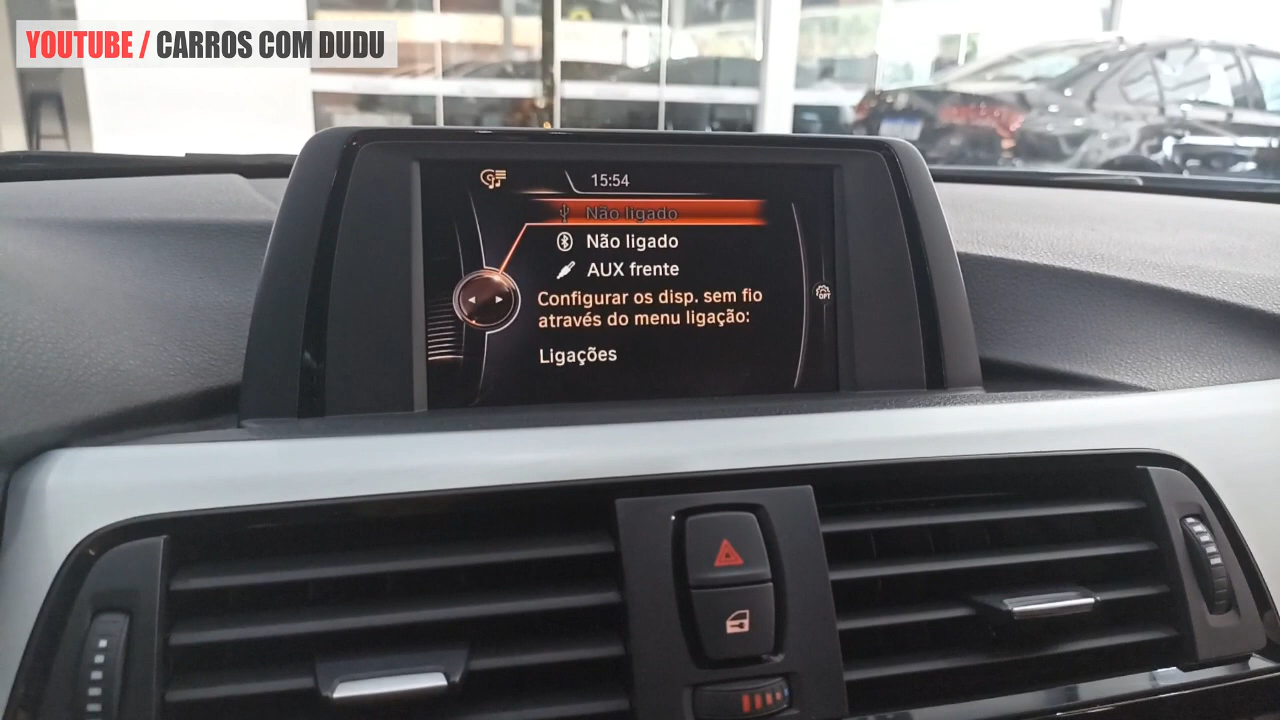 YOUTUBE / CARROS COM DUDU
15:54
Não ligado
Não ligado
AUX frente
Configurar os disp. sem fio
através do menu ligação:
OPT
Ligações